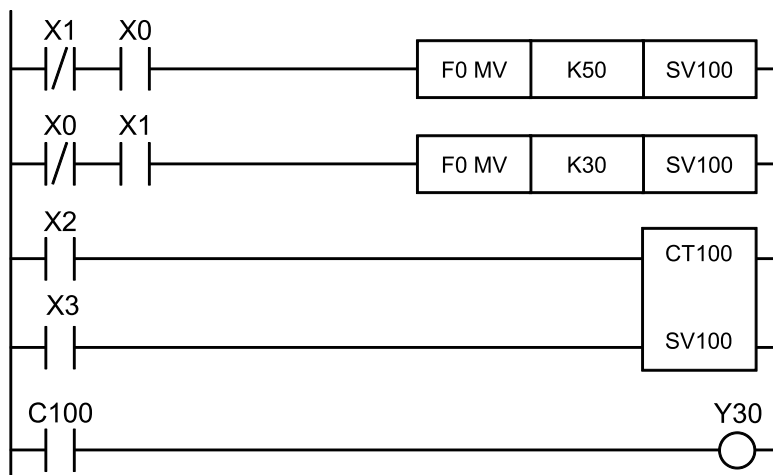 X1 X0
F0 MV K50 SV100
X0 X1
F0 MV K30 SV100
X2
CT100
X3
SV100
C100 Y30